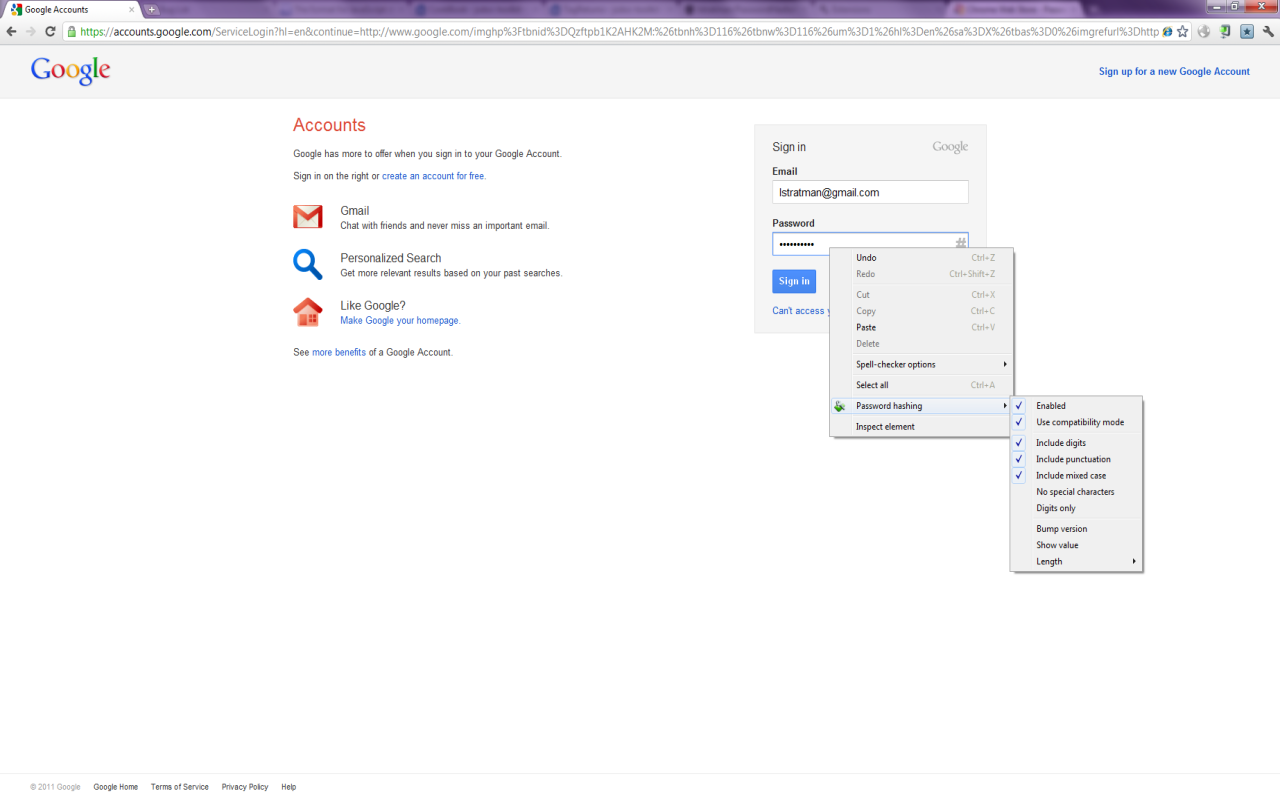 Google Accounts
https://accounts.google.com/ServiceLogin?hl=en&continue=http://www.google.com/imghp%3Ftbnid%3DQzftpb1K2AHK2M:%26tbnh%3D116%26tbnw%3D116%26um%3D1%26hl%3Den%26sa%3DX%26tbas%3D0%26imgrefurl%3Dhttp
Google
Sign up for a new Google Account
Accounts
Google has more to offer when you sign in to your Google Account.
Sign in on the right or create an account for free.
Gmail
Chat with friends and never miss an important email.
Personalized Search
Get more relevant results based on your past searches.
Like Google?
Make Google your homepage.
See more benefits of a Google Account.
Sign in Google
Email
lstratman@gmail.com
Password
••••••••••
#
Sign in
Can't access
Undo Ctrl+Z
Redo Ctrl+Shift+Z
Cut Ctrl+X
Copy Ctrl+C
Paste Ctrl+V
Delete
Spell-checker options
Select all Ctrl+A
Password hashing
Inspect element
Enabled
Use compatibility mode
Include digits
Include punctuation
Include mixed case
No special characters
Digits only
Bump version
Show value
Length
© 2011 Google Google Home Terms of Service Privacy Policy Help